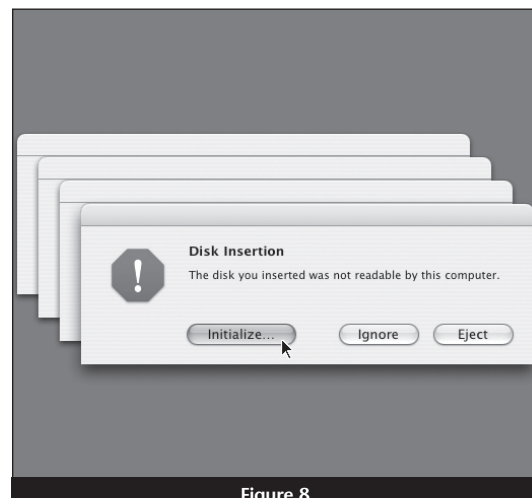 Disk Insertion
The disk you inserted was not readable by this computer.
!
Initialize...
Ignore
Eject
Figure 8